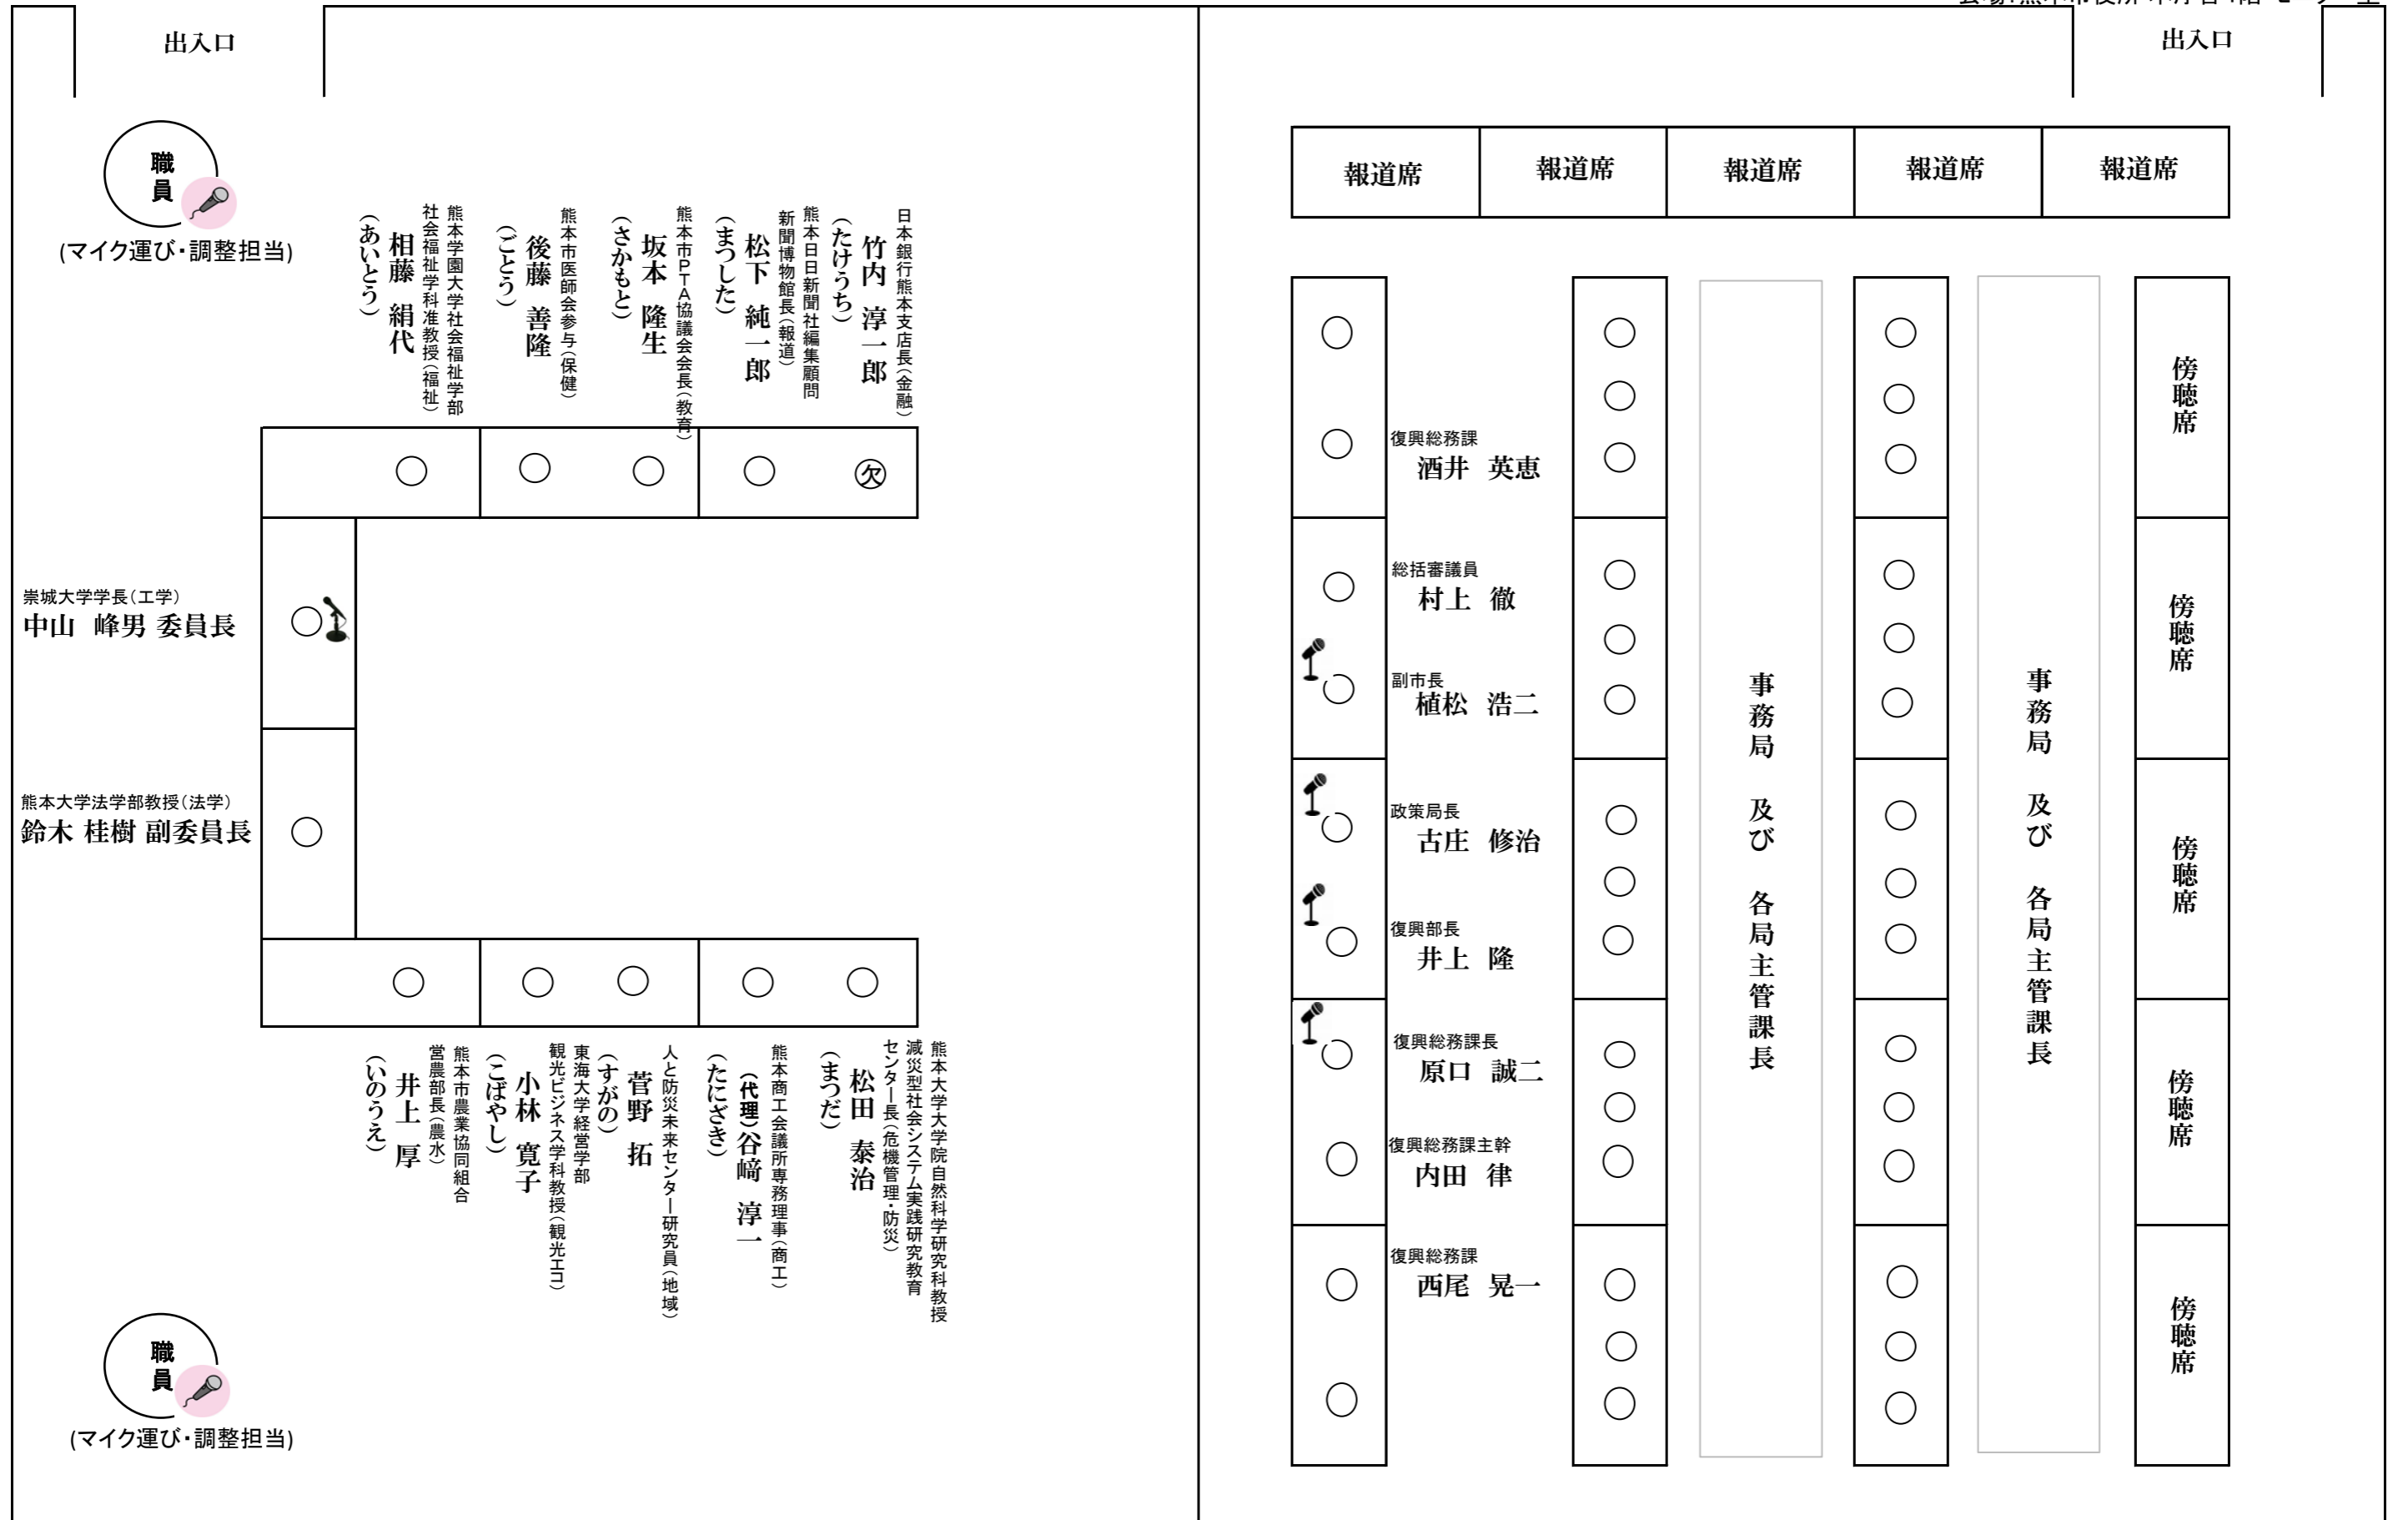 出入口
出入口
職員
(マイク運び・調整担当)
熊本学園大学社会福祉学部
社会福祉学科准教授(福祉)
相藤 絹代
(あいとう)
熊本市医師会参与(保健)
後藤 善隆
(ごとう)
熊本市PTA協議会会長(教育)
坂本 隆生
(さかもと)
熊本日日新聞社編集顧問
新聞博物館長(報道)
松下 純一郎
(まつした)
日本銀行熊本支店長(金融)
竹内 淳一郎
(たけうち)
欠
崇城大学学長(工学)
中山 峰男 委員長
熊本大学法学部教授(法学)
鈴木 桂樹 副委員長
熊本市農業協同組合
営農部長(農水)
井上 厚
(いのうえ)
東海大学経営学部
観光ビジネス学科教授(観光エコ)
小林 寛子
(こばやし)
人と防災未来センター研究員(地域)
菅野 拓
(すがの)
熊本商工会議所専務理事(商工)
(代理)谷﨑 淳一
(たにざき)
熊本大学大学院自然科学研究科教授
減災型社会システム実践研究教育
センター長(危機管理・防災)
松田 泰治
(まつだ)
職員
(マイク運び・調整担当)
報道席
報道席
報道席
報道席
報道席
復興総務課
酒井 英恵
総括審議員
村上 徹
副市長
植松 浩二
政策局長
古庄 修治
復興部長
井上 隆
復興総務課長
原口 誠二
復興総務課主幹
内田 律
復興総務課
西尾 晃一
事務局 及び 各局主管課長
事務局 及び 各局主管課長
傍聴席
傍聴席
傍聴席
傍聴席
傍聴席